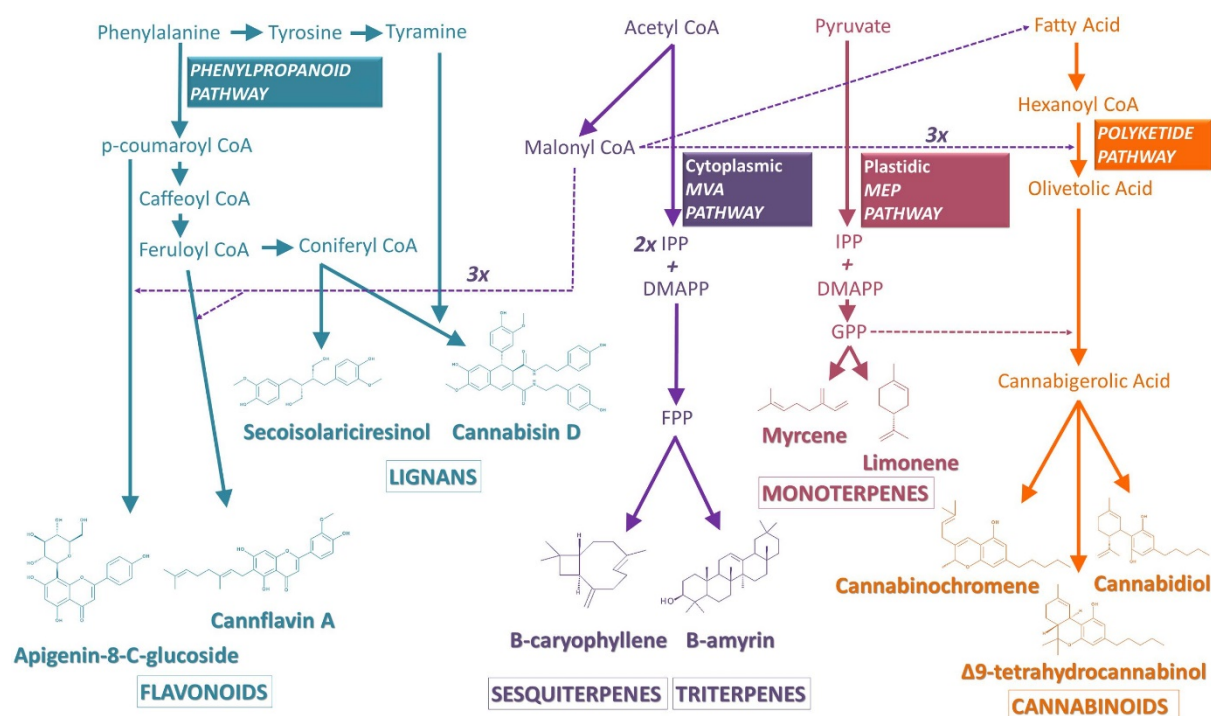 Phenylalanine
Tyrosine
Tyramine
Acetyl CoA
Pyruvate
Fatty Acid
PHENYLPROPANOID
PATHWAY
Hexanoyl CoA
p-coumaroyl CoA
Malonyl CoA
3x
POLYKETIDE
PATHWAY
Cytoplasmic
MVA
PATHWAY
Plastidic
MEP
PATHWAY
Caffeoyl CoA
Olivetolic Acid
Feruloyl CoA
Coniferyl CoA
2x IPP
+
DMAPP
IPP
+
DMAPP
3x
GPP
Cannabigerolic Acid
FPP
Secoisolariciresinol
Cannabisin D
Myrcene
Limonene
LIGNANS
MONOTERPENES
Cannabinochromene
Cannabidiol
Cannflavin A
B-caryophyllene
B-amyrin
Apigenin-8-C-glucoside
Δ9-tetrahydrocannabinol
FLAVONOIDS
SESQUITERPENES
TRITERPENES
CANNABINOIDS